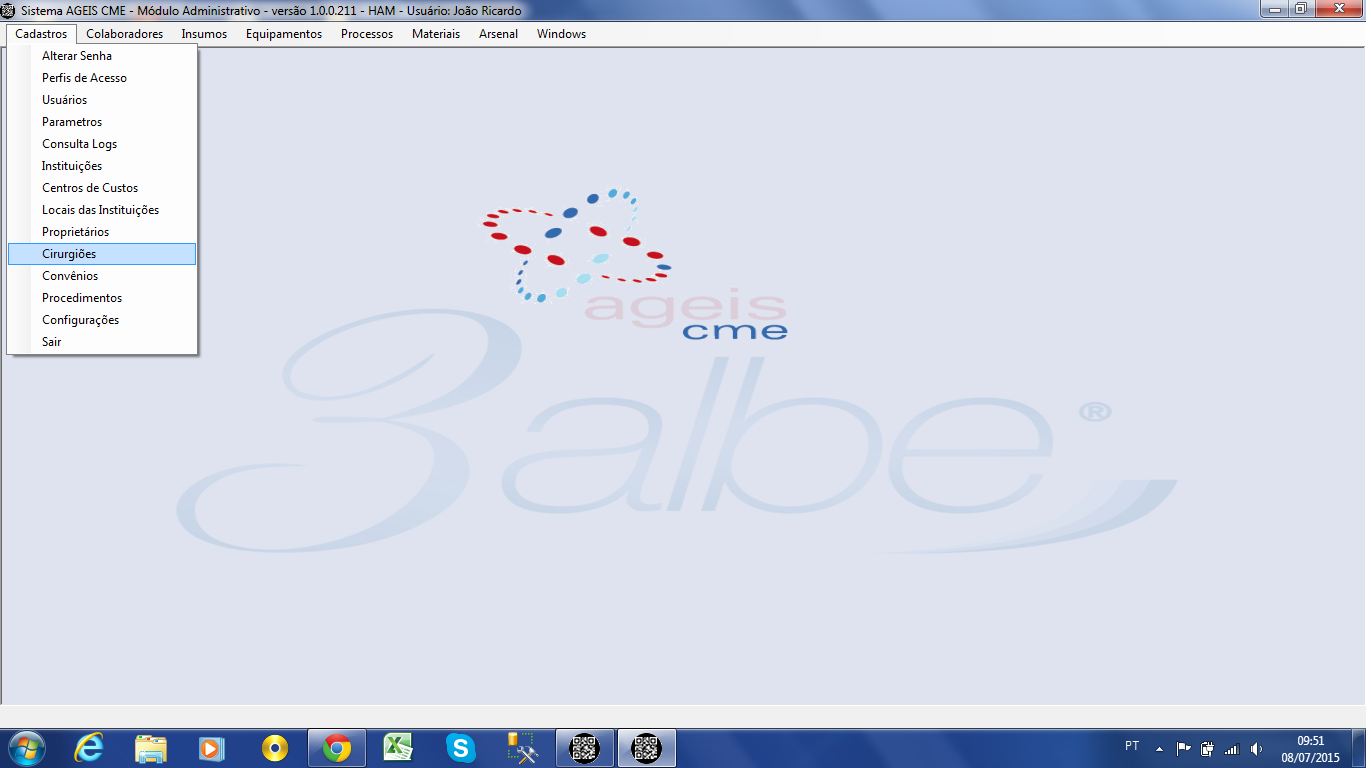 Sistema AGEIS CME - Módulo Administrativo - versão 1.0.0.211 - HAM - Usuário: João Ricardo
Cadastros Colaboradores Insumos Equipamentos Processos Materiais Arsenal Windows
Alterar Senha
Perfis de Acesso
Usuários
Parametros
Consulta Logs
Instituições
Centros de Custos
Locais das Instituições
Proprietários
Cirurgiões
Convênios
Procedimentos
Configurações
Sair
ageis
cme
3albe®
PT
09:51
08/07/2015